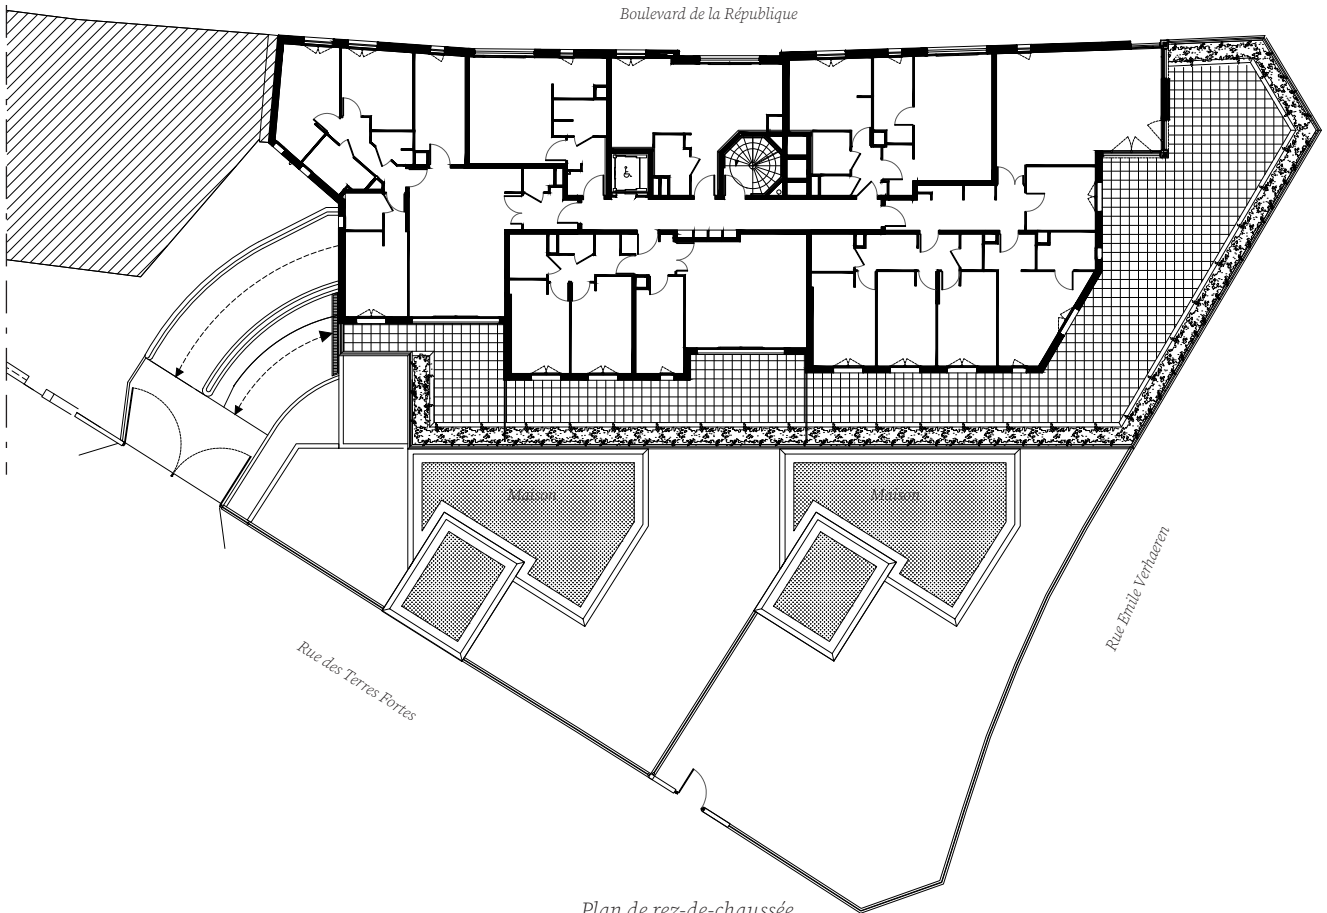 Boulevard de la République
Maison
Maison
Rue Emile Verhaeren
Rue des Terres Fortes
Plan de rez-de-chaussée